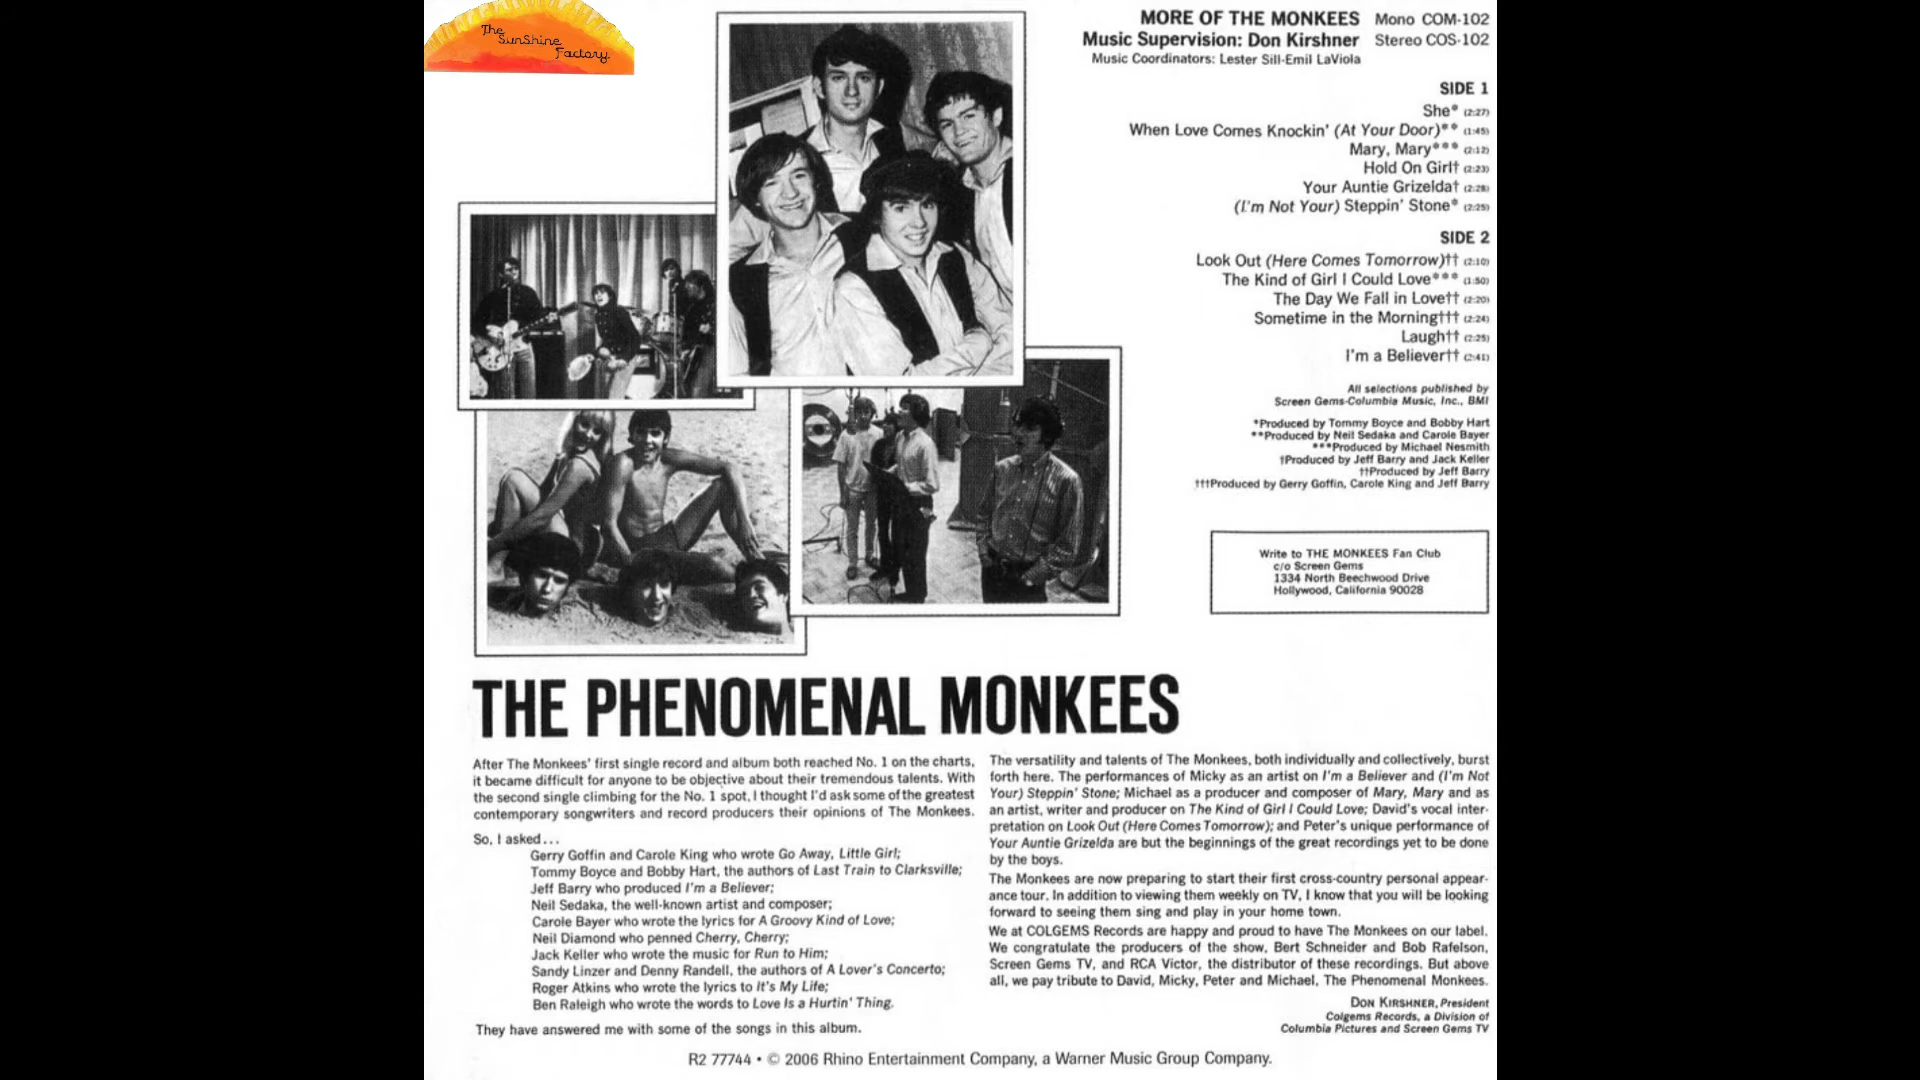 The
SunShine
Factory.
MORE OF THE MONKEES Mono COM-102
Music Supervision: Don Kirshner Stereo COS-102
Music Coordinators: Lester Sill-Emil LaViola
SIDE 1
She* (2:27)
When Love Comes Knockin' (At Your Door)** (1:45)
Mary, Mary*** (2:12)
Hold On Girl† (2:23)
Your Auntie Grizelda† (2:28)
(I'm Not Your) Steppin' Stone* (2:25)
SIDE 2
Look Out (Here Comes Tomorrow)†† (2:10)
The Kind of Girl I Could Love*** (1:50)
The Day We Fall in Love†† (2:20)
Sometime in the Morning††† (2:24)
Laugh†† (2:25)
I'm a Believer†† (2:41)
All selections published by
Screen Gems-Columbia Music, Inc., BMI
*Produced by Tommy Boyce and Bobby Hart
**Produced by Neil Sedaka and Carole Bayer
***Produced by Michael Nesmith
†Produced by Jeff Barry and Jack Keller
††Produced by Jeff Barry
†††Produced by Gerry Goffin, Carole King and Jeff Barry
Write to THE MONKEES Fan Club
c/o Screen Gems
1334 North Beechwood Drive
Hollywood, California 90028
THE PHENOMENAL MONKEES
After The Monkees' first single record and album both reached No. 1 on the charts,
it became difficult for anyone to be objective about their tremendous talents. With
the second single climbing for the No. 1 spot, I thought I'd ask some of the greatest
contemporary songwriters and record producers their opinions of The Monkees.
So, I asked...
Gerry Goffin and Carole King who wrote Go Away, Little Girl;
Tommy Boyce and Bobby Hart, the authors of Last Train to Clarksville;
Jeff Barry who produced I'm a Believer;
Neil Sedaka, the well-known artist and composer;
Carole Bayer who wrote the lyrics for A Groovy Kind of Love;
Neil Diamond who penned Cherry, Cherry;
Jack Keller who wrote the music for Run to Him;
Sandy Linzer and Denny Randell, the authors of A Lover's Concerto;
Roger Atkins who wrote the lyrics to It's My Life;
Ben Raleigh who wrote the words to Love Is a Hurtin' Thing.
They have answered me with some of the songs in this album.
The versatility and talents of The Monkees, both individually and collectively, burst
forth here. The performances of Micky as an artist on I'm a Believer and (I'm Not
Your) Steppin' Stone; Michael as a producer and composer of Mary, Mary and as
an artist, writer and producer on The Kind of Girl I Could Love; David's vocal inter-
pretation on Look Out (Here Comes Tomorrow); and Peter's unique performance of
Your Auntie Grizelda are but the beginnings of the great recordings yet to be done
by the boys.
The Monkees are now preparing to start their first cross-country personal appear-
ance tour. In addition to viewing them weekly on TV, I know that you will be looking
forward to seeing them sing and play in your home town.
We at COLGEMS Records are happy and proud to have The Monkees on our label.
We congratulate the producers of the show, Bert Schneider and Bob Rafelson,
Screen Gems TV, and RCA Victor, the distributor of these recordings. But above
all, we pay tribute to David, Micky, Peter and Michael, The Phenomenal Monkees.
DON KIRSHNER, President
Colgems Records, a Division of
Columbia Pictures and Screen Gems TV
R2 77744 • © 2006 Rhino Entertainment Company, a Warner Music Group Company.